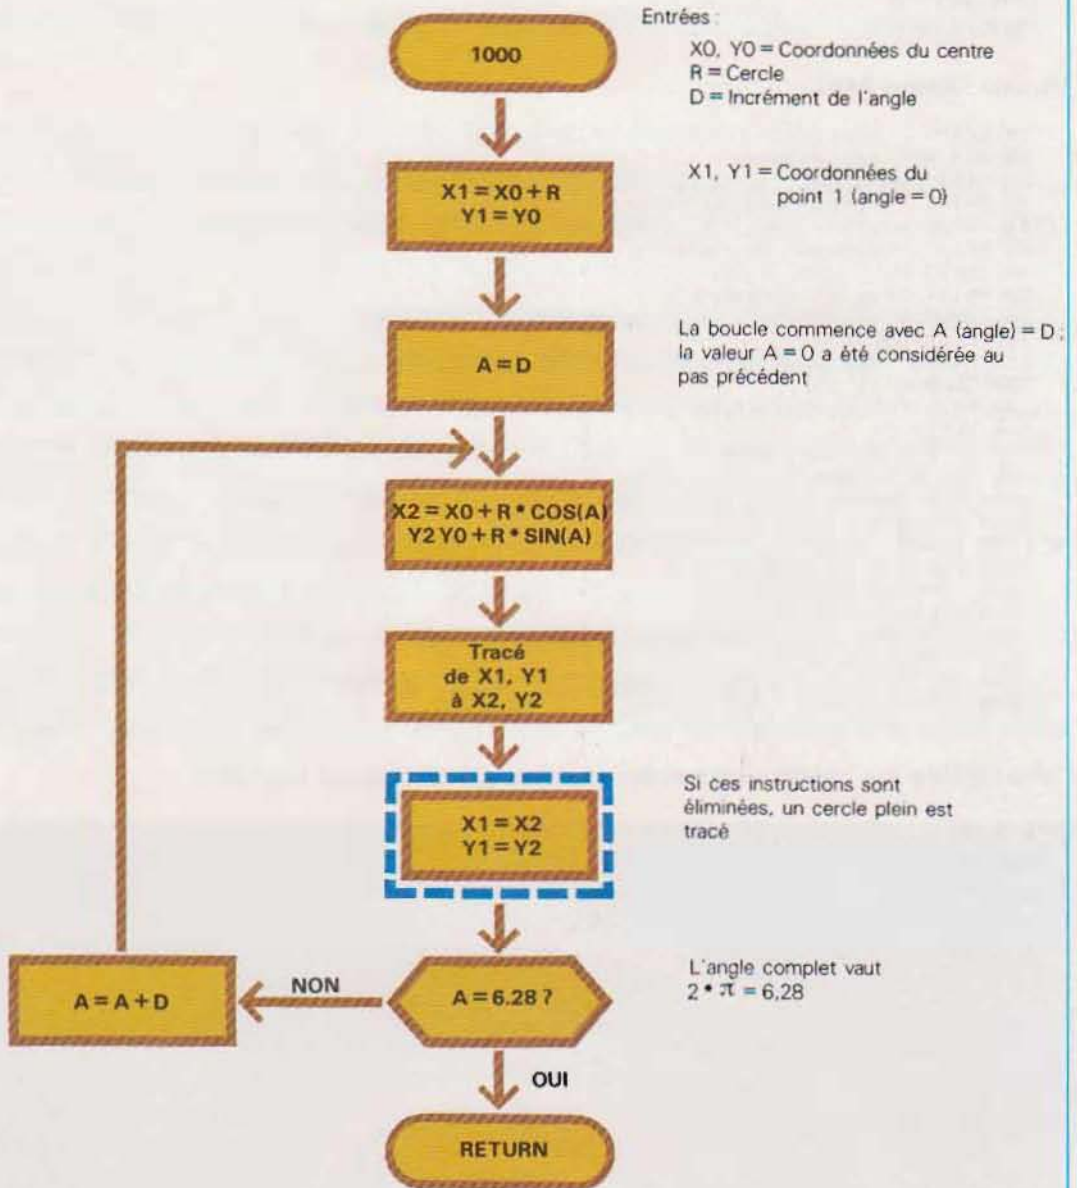 Entrées :
1000
X0, Y0 = Coordonnées du centre
R = Cercle
D = Incrément de l'angle
X1 = X0 + R
Y1 = Y0
X1, Y1 = Coordonnées du
point 1 (angle = 0)
A = D
La boucle commence avec A (angle) = D ;
la valeur A = 0 a été considérée au
pas précédent
X2 = X0 + R * COS(A)
Y2 Y0 + R * SIN(A)
Tracé
de X1, Y1
à X2, Y2
X1 = X2
Y1 = Y2
Si ces instructions sont
éliminées, un cercle plein est
tracé
A = A + D
NON
A = 6.28 ?
L'angle complet vaut
2 * π = 6,28
OUI
RETURN